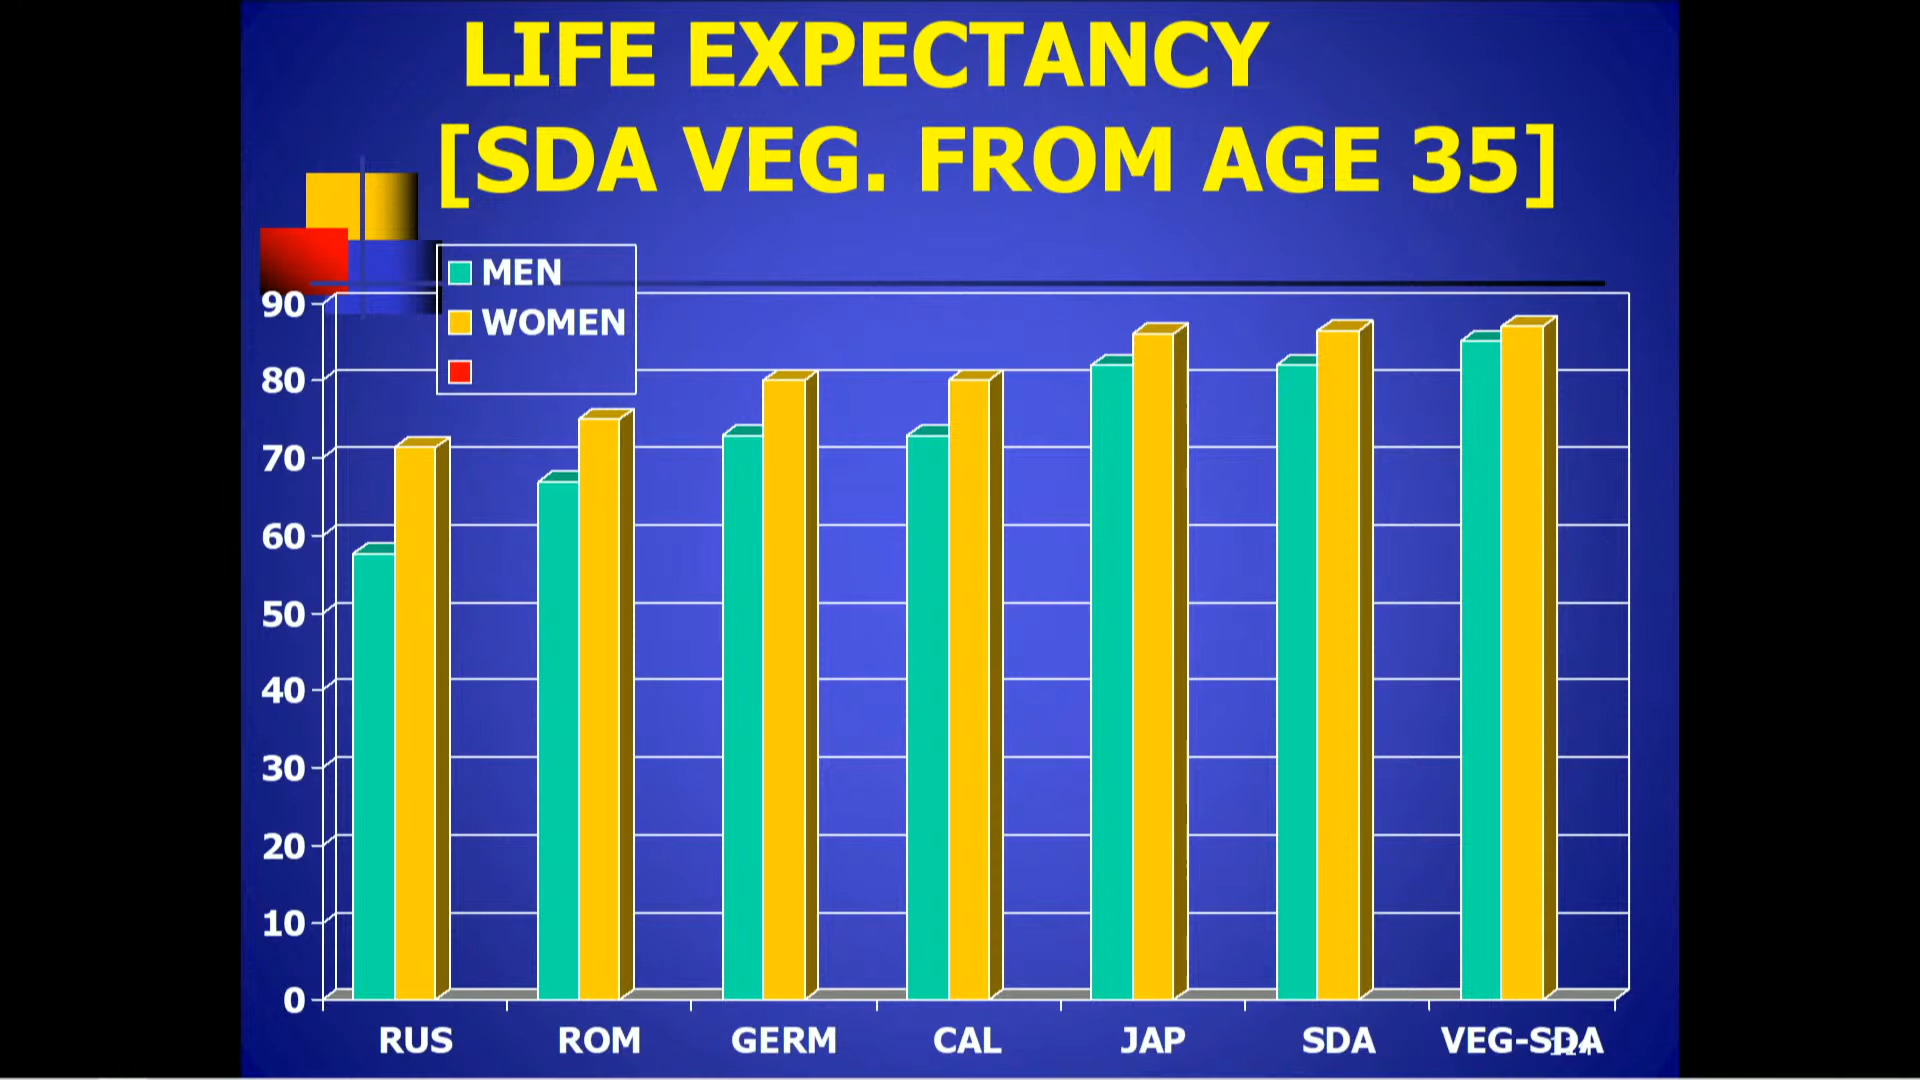 LIFE EXPECTANCY
[SDA VEG. FROM AGE 35]
MEN
WOMEN
90
80
70
60
50
40
30
20
10
0
RUS ROM GERM CAL JAP SDA VEG-SDA